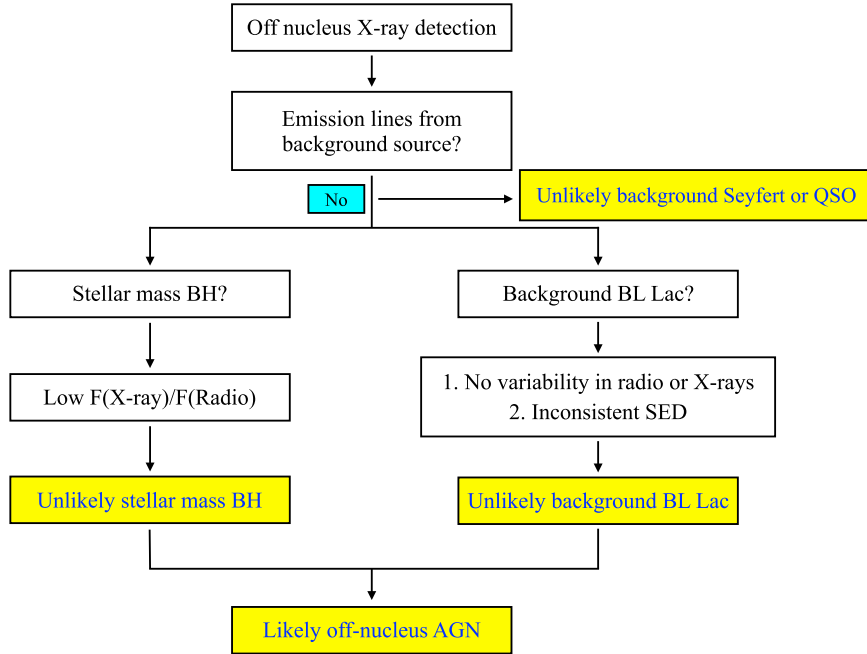 Off nucleus X-ray detection
Emission lines from
background source?
No
Unlikely background Seyfert or QSO
Stellar mass BH?
Background BL Lac?
Low F(X-ray)/F(Radio)
1. No variability in radio or X-rays
2. Inconsistent SED
Unlikely stellar mass BH
Unlikely background BL Lac
Likely off-nucleus AGN